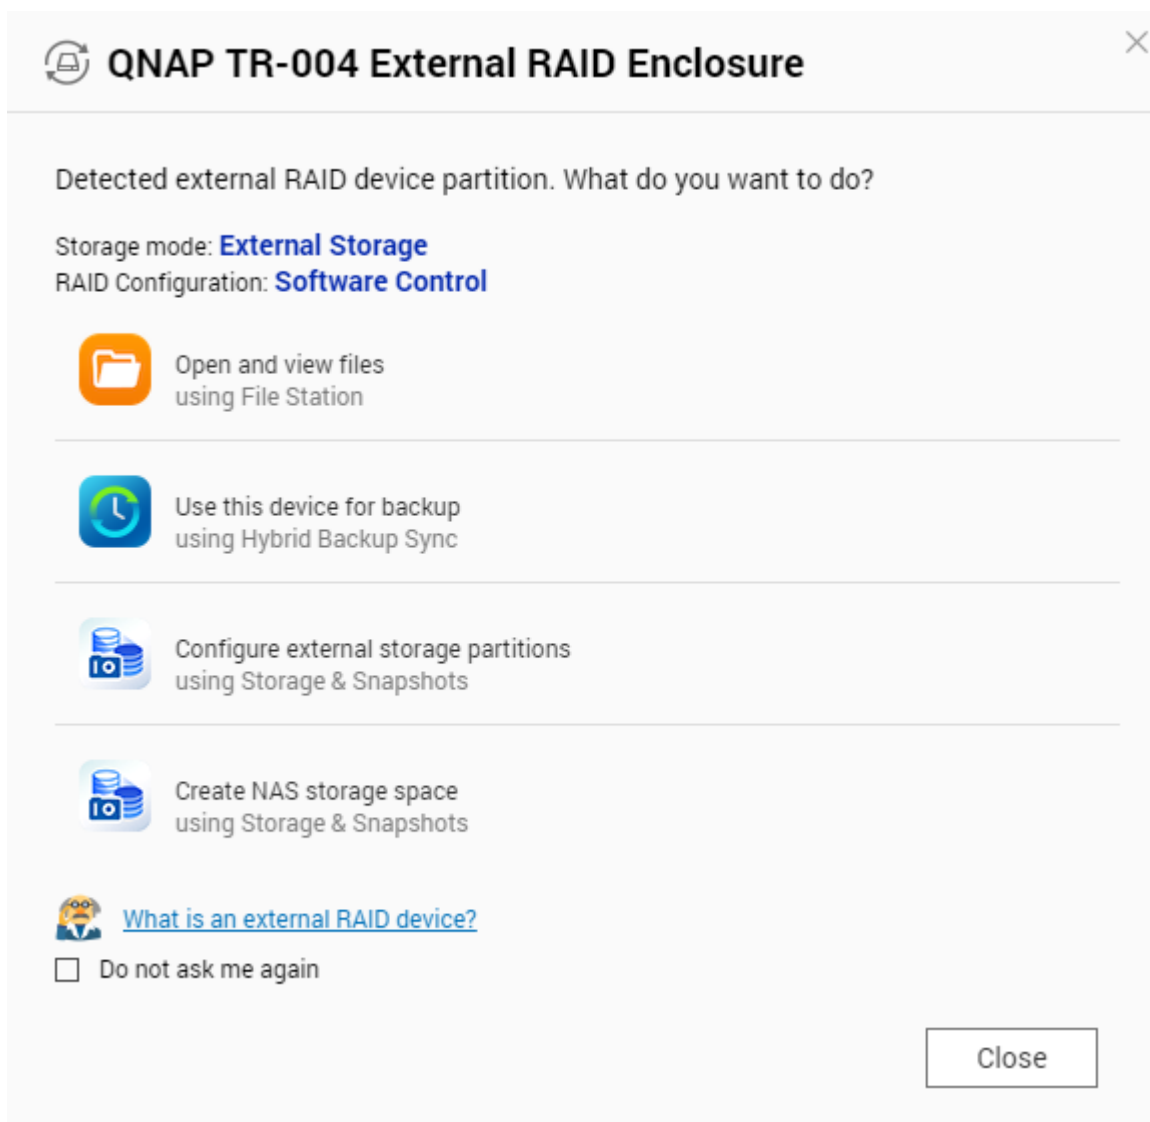 QNAP TR-004 External RAID Enclosure
Detected external RAID device partition. What do you want to do?
Storage mode: External Storage
RAID Configuration: Software Control
Open and view files
using File Station
Use this device for backup
using Hybrid Backup Sync
Configure external storage partitions
using Storage & Snapshots
Create NAS storage space
using Storage & Snapshots
What is an external RAID device?
Do not ask me again
Close